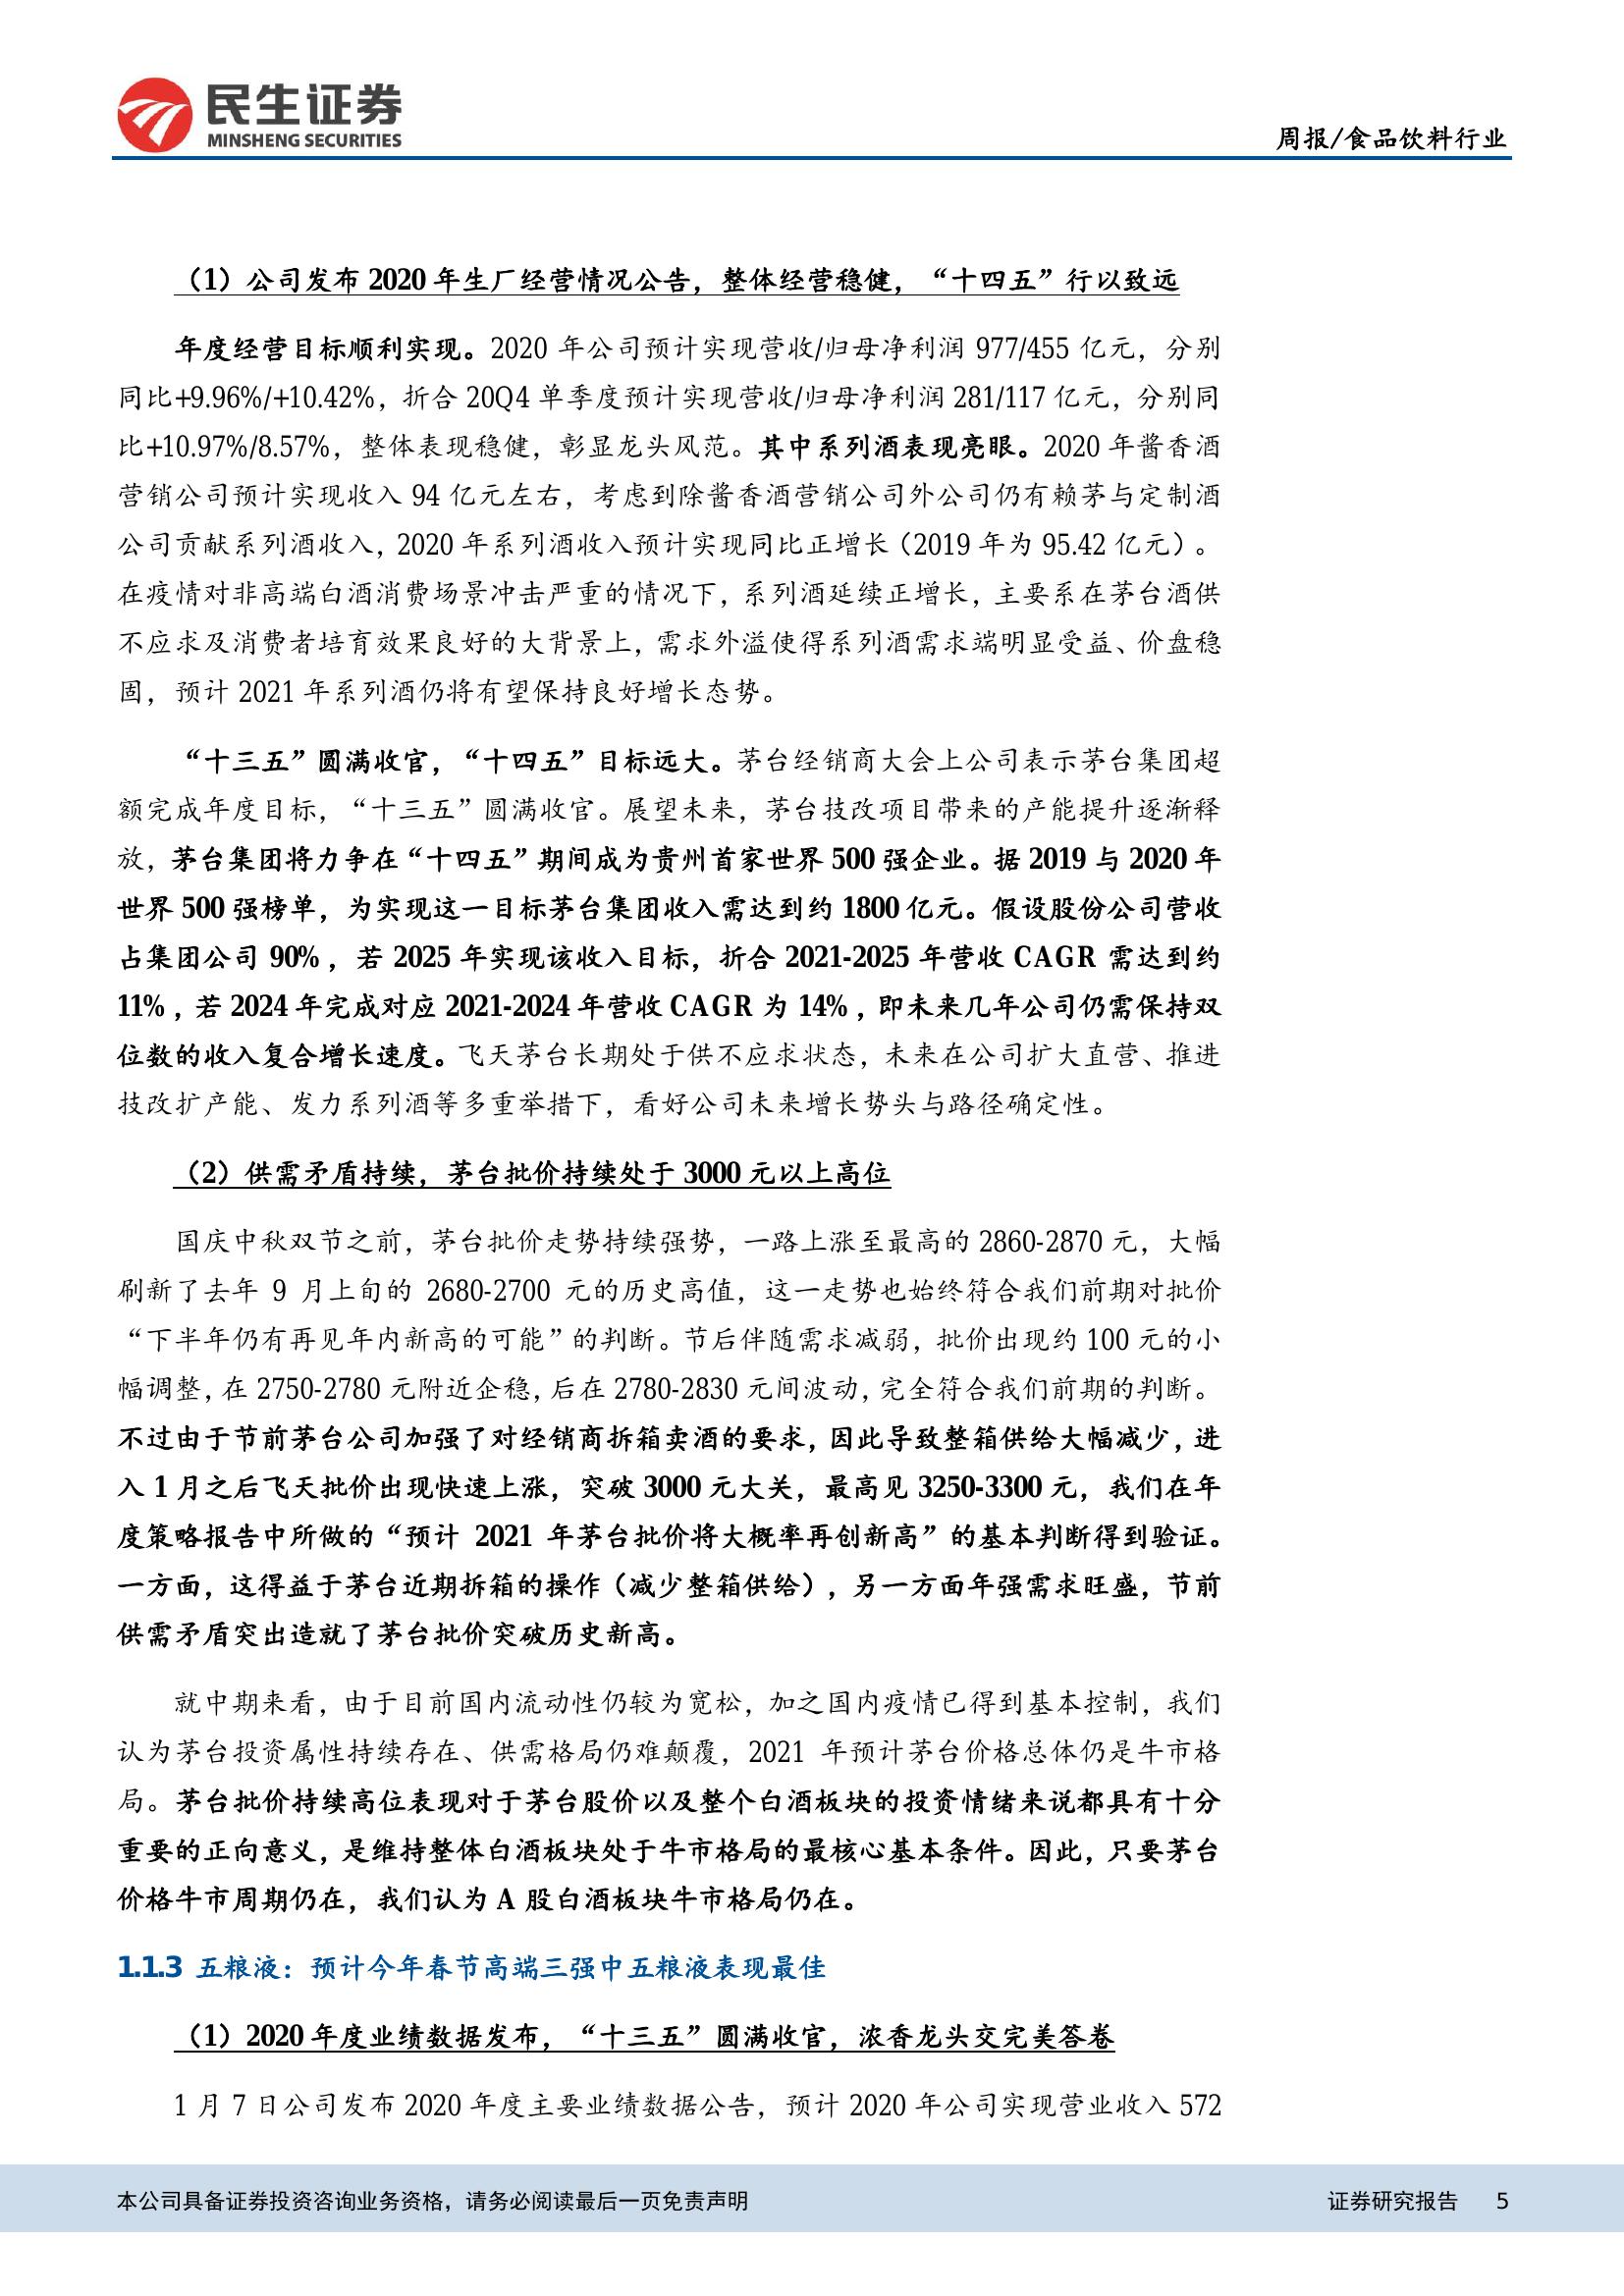 民生证券
MINSHENG SECURITIES
周报/食品饮料行业
（1）公司发布 2020 年生厂经营情况公告，整体经营稳健，“十四五”行以致远
年度经营目标顺利实现。2020 年公司预计实现营收/归母净利润 977/455 亿元，分别
同比+9.96%/+10.42%，折合 20Q4 单季度预计实现营收/归母净利润 281/117 亿元，分别同
比+10.97%/8.57%，整体表现稳健，彰显龙头风范。其中系列酒表现亮眼。2020 年酱香酒
营销公司预计实现收入 94 亿元左右，考虑到除酱香酒营销公司外公司仍有赖茅与定制酒
公司贡献系列酒收入，2020 年系列酒收入预计实现同比正增长（2019 年为 95.42 亿元）。
在疫情对非高端白酒消费场景冲击严重的情况下，系列酒延续正增长，主要系在茅台酒供
不应求及消费者培育效果良好的大背景上，需求外溢使得系列酒需求端明显受益、价盘稳
固，预计 2021 年系列酒仍将有望保持良好增长态势。
“十三五”圆满收官，“十四五”目标远大。茅台经销商大会上公司表示茅台集团超
额完成年度目标，“十三五”圆满收官。展望未来，茅台技改项目带来的产能提升逐渐释
放，茅台集团将力争在“十四五”期间成为贵州首家世界 500 强企业。据 2019 与 2020 年
世界 500 强榜单，为实现这一目标茅台集团收入需达到约 1800 亿元。假设股份公司营收
占集团公司 90%，若 2025 年实现该收入目标，折合 2021-2025 年营收 CAGR 需达到约
11%，若 2024 年完成对应 2021-2024 年营收 CAGR 为 14%，即未来几年公司仍需保持双
位数的收入复合增长速度。飞天茅台长期处于供不应求状态，未来在公司扩大直营、推进
技改扩产能、发力系列酒等多重举措下，看好公司未来增长势头与路径确定性。
（2）供需矛盾持续，茅台批价持续处于 3000 元以上高位
国庆中秋双节之前，茅台批价走势持续强势，一路上涨至最高的 2860-2870 元，大幅
刷新了去年 9 月上旬的 2680-2700 元的历史高值，这一走势也始终符合我们前期对批价
“下半年仍有再见年内新高的可能”的判断。节后伴随需求减弱，批价出现约 100 元的小
幅调整，在 2750-2780 元附近企稳，后在 2780-2830 元间波动，完全符合我们前期的判断。
不过由于节前茅台公司加强了对经销商拆箱卖酒的要求，因此导致整箱供给大幅减少，进
入 1 月之后飞天批价出现快速上涨，突破 3000 元大关，最高见 3250-3300 元，我们在年
度策略报告中所做的“预计 2021 年茅台批价将大概率再创新高”的基本判断得到验证。
一方面，这得益于茅台近期拆箱的操作（减少整箱供给），另一方面年强需求旺盛，节前
供需矛盾突出造就了茅台批价突破历史新高。
就中期来看，由于目前国内流动性仍较为宽松，加之国内疫情已得到基本控制，我们
认为茅台投资属性持续存在、供需格局仍难颠覆，2021 年预计茅台价格总体仍是牛市格
局。茅台批价持续高位表现对于茅台股价以及整个白酒板块的投资情绪来说都具有十分
重要的正向意义，是维持整体白酒板块处于牛市格局的最核心基本条件。因此，只要茅台
价格牛市周期仍在，我们认为 A 股白酒板块牛市格局仍在。
1.1.3 五粮液：预计今年春节高端三强中五粮液表现最佳
（1）2020 年度业绩数据发布，“十三五”圆满收官，浓香龙头交完美答卷
1 月 7 日公司发布 2020 年度主要业绩数据公告，预计 2020 年公司实现营业收入 572
本公司具备证券投资咨询业务资格，请务必阅读最后一页免责声明
证券研究报告 5